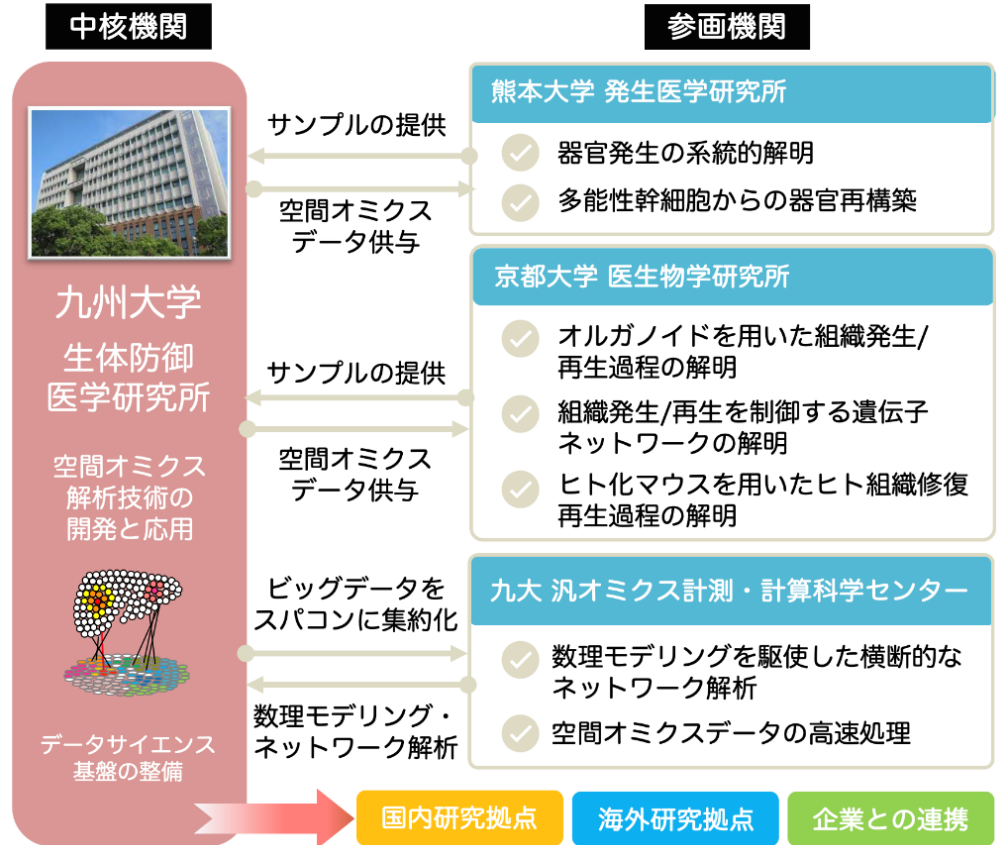 中核機関
参画機関
九州大学
生体防御
医学研究所
空間オミクス
解析技術の
開発と応用
データサイエンス
基盤の整備
サンプルの提供
空間オミクス
データ供与
熊本大学 発生医学研究所
器官発生の系統的解明
多能性幹細胞からの器官再構築
サンプルの提供
空間オミクス
データ供与
京都大学 医生物学研究所
オルガノイドを用いた組織発生/
再生過程の解明
組織発生/再生を制御する遺伝子
ネットワークの解明
ヒト化マウスを用いたヒト組織修復
再生過程の解明
ビッグデータを
スパコンに集約化
数理モデリング・
ネットワーク解析
九大 汎オミクス計測・計算科学センター
数理モデリングを駆使した横断的な
ネットワーク解析
空間オミクスデータの高速処理
国内研究拠点
海外研究拠点
企業との連携